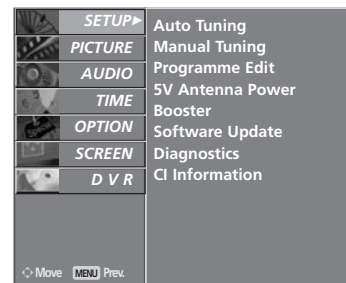 SETUP
PICTURE
AUDIO
TIME
OPTION
SCREEN
D V R
Auto Tuning
Manual Tuning
Programme Edit
5V Antenna Power
Booster
Software Update
Diagnostics
CI Information
Move MENU Prev.